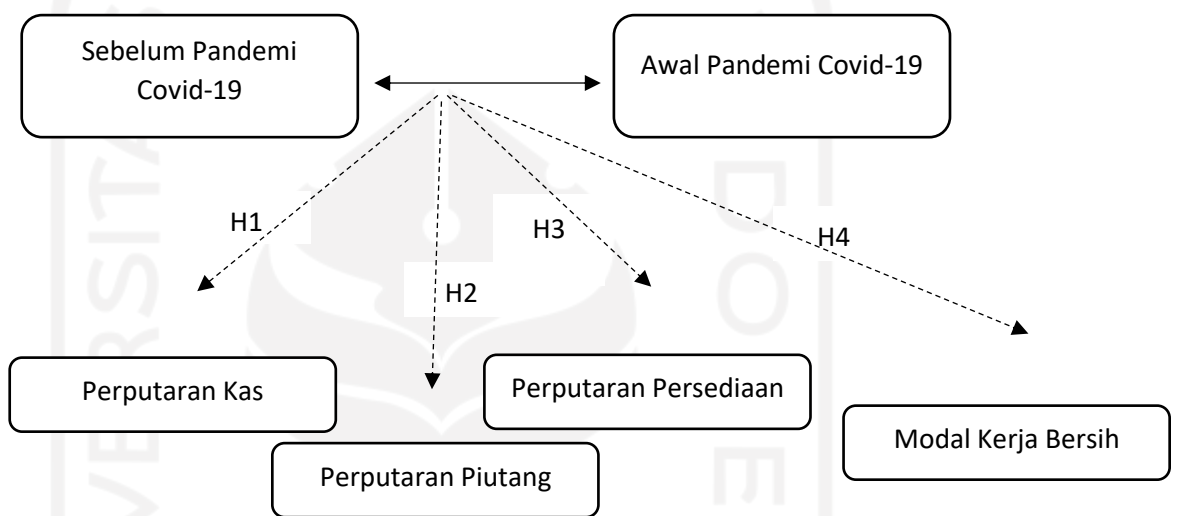 Sebelum Pandemi
Covid-19
Awal Pandemi Covid-19
H1
H2
H3
H4
Perputaran Kas
Perputaran Piutang
Perputaran Persediaan
Modal Kerja Bersih